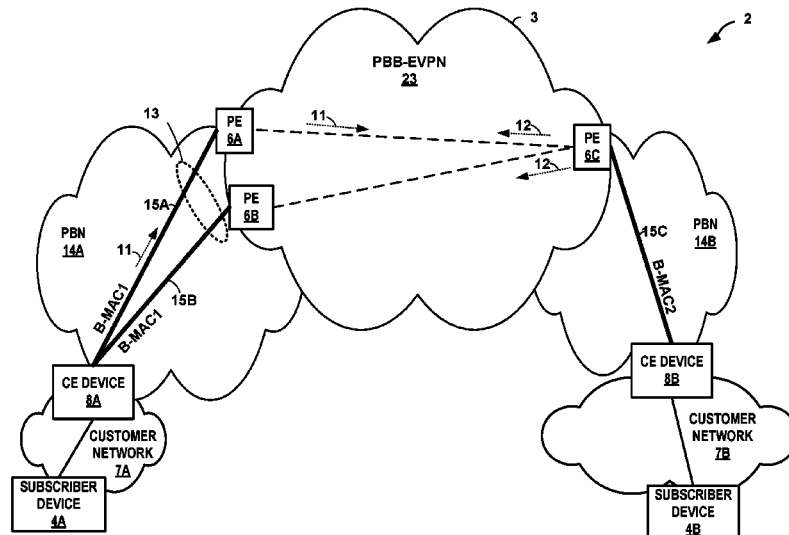 3
2
PBB-EVPN
23
13
PE
6A
11
12
PE
6C
12
PE
6B
15A
PBN
14A
11
15B
B-MAC1
B-MAC1
15C
PBN
14B
B-MAC2
CE DEVICE
8A
CE DEVICE
8B
CUSTOMER
NETWORK
7A
CUSTOMER
NETWORK
7B
SUBSCRIBER
DEVICE
4A
SUBSCRIBER
DEVICE
4B